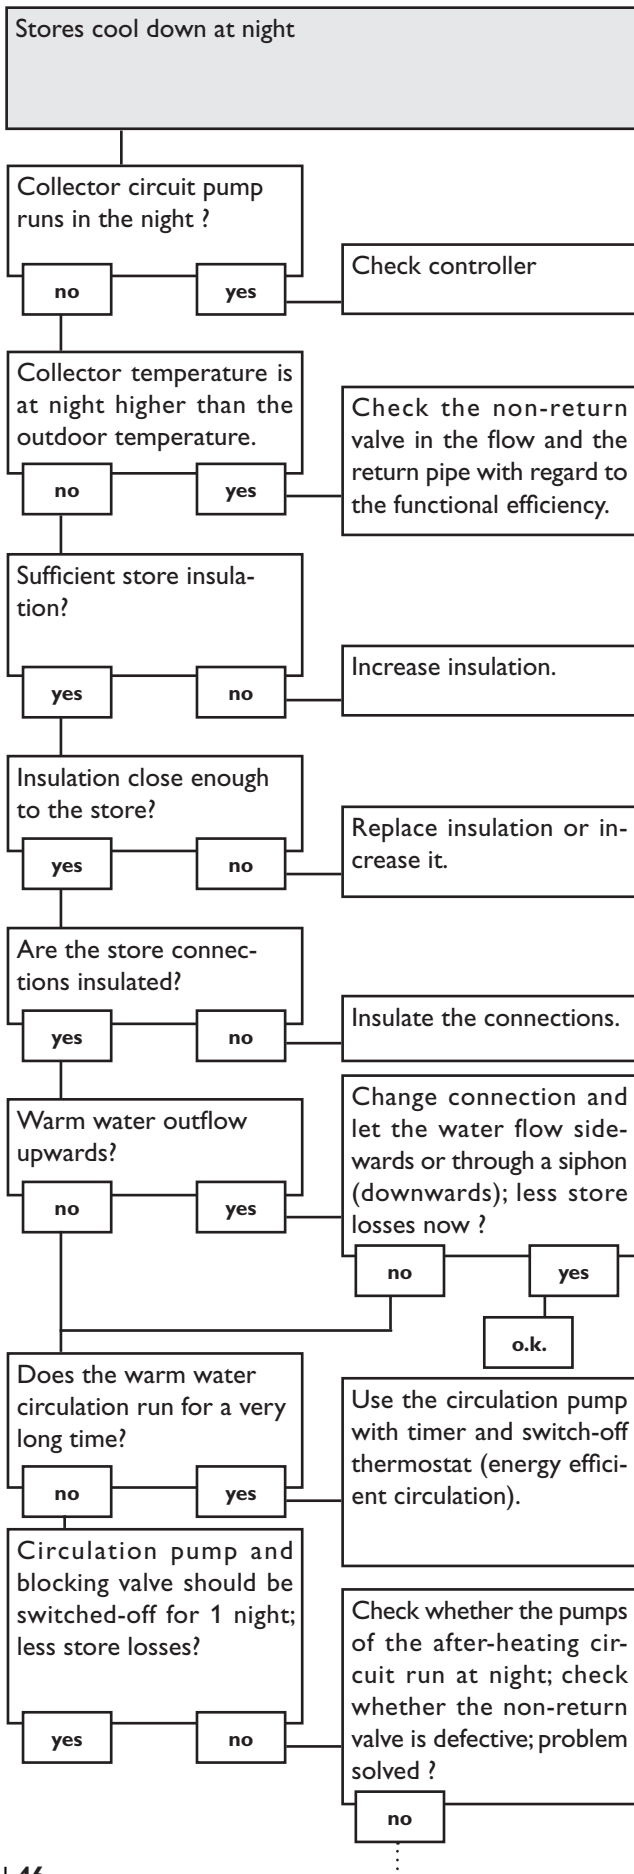 Stores cool down at night
Collector circuit pump
runs in the night ?
no
yes
Check controller
Collector temperature is
at night higher than the
outdoor temperature.
no
yes
Check the non-return
valve in the flow and the
return pipe with regard to
the functional efficiency.
Sufficient store insula-
tion?
yes
no
Increase insulation.
Insulation close enough
to the store?
yes
no
Replace insulation or in-
crease it.
Are the store connec-
tions insulated?
yes
no
Insulate the connections.
Warm water outflow
upwards?
no
yes
Change connection and
let the water flow side-
wards or through a siphon
(downwards); less store
losses now ?
no
yes
o.k.
Does the warm water
circulation run for a very
long time?
no
yes
Use the circulation pump
with timer and switch-off
thermostat (energy effici-
ent circulation).
Circulation pump and
blocking valve should be
switched-off for 1 night;
less store losses?
yes
no
Check whether the pumps
of the after-heating cir-
cuit run at night; check
whether the non-return
valve is defective; problem
solved ?
no